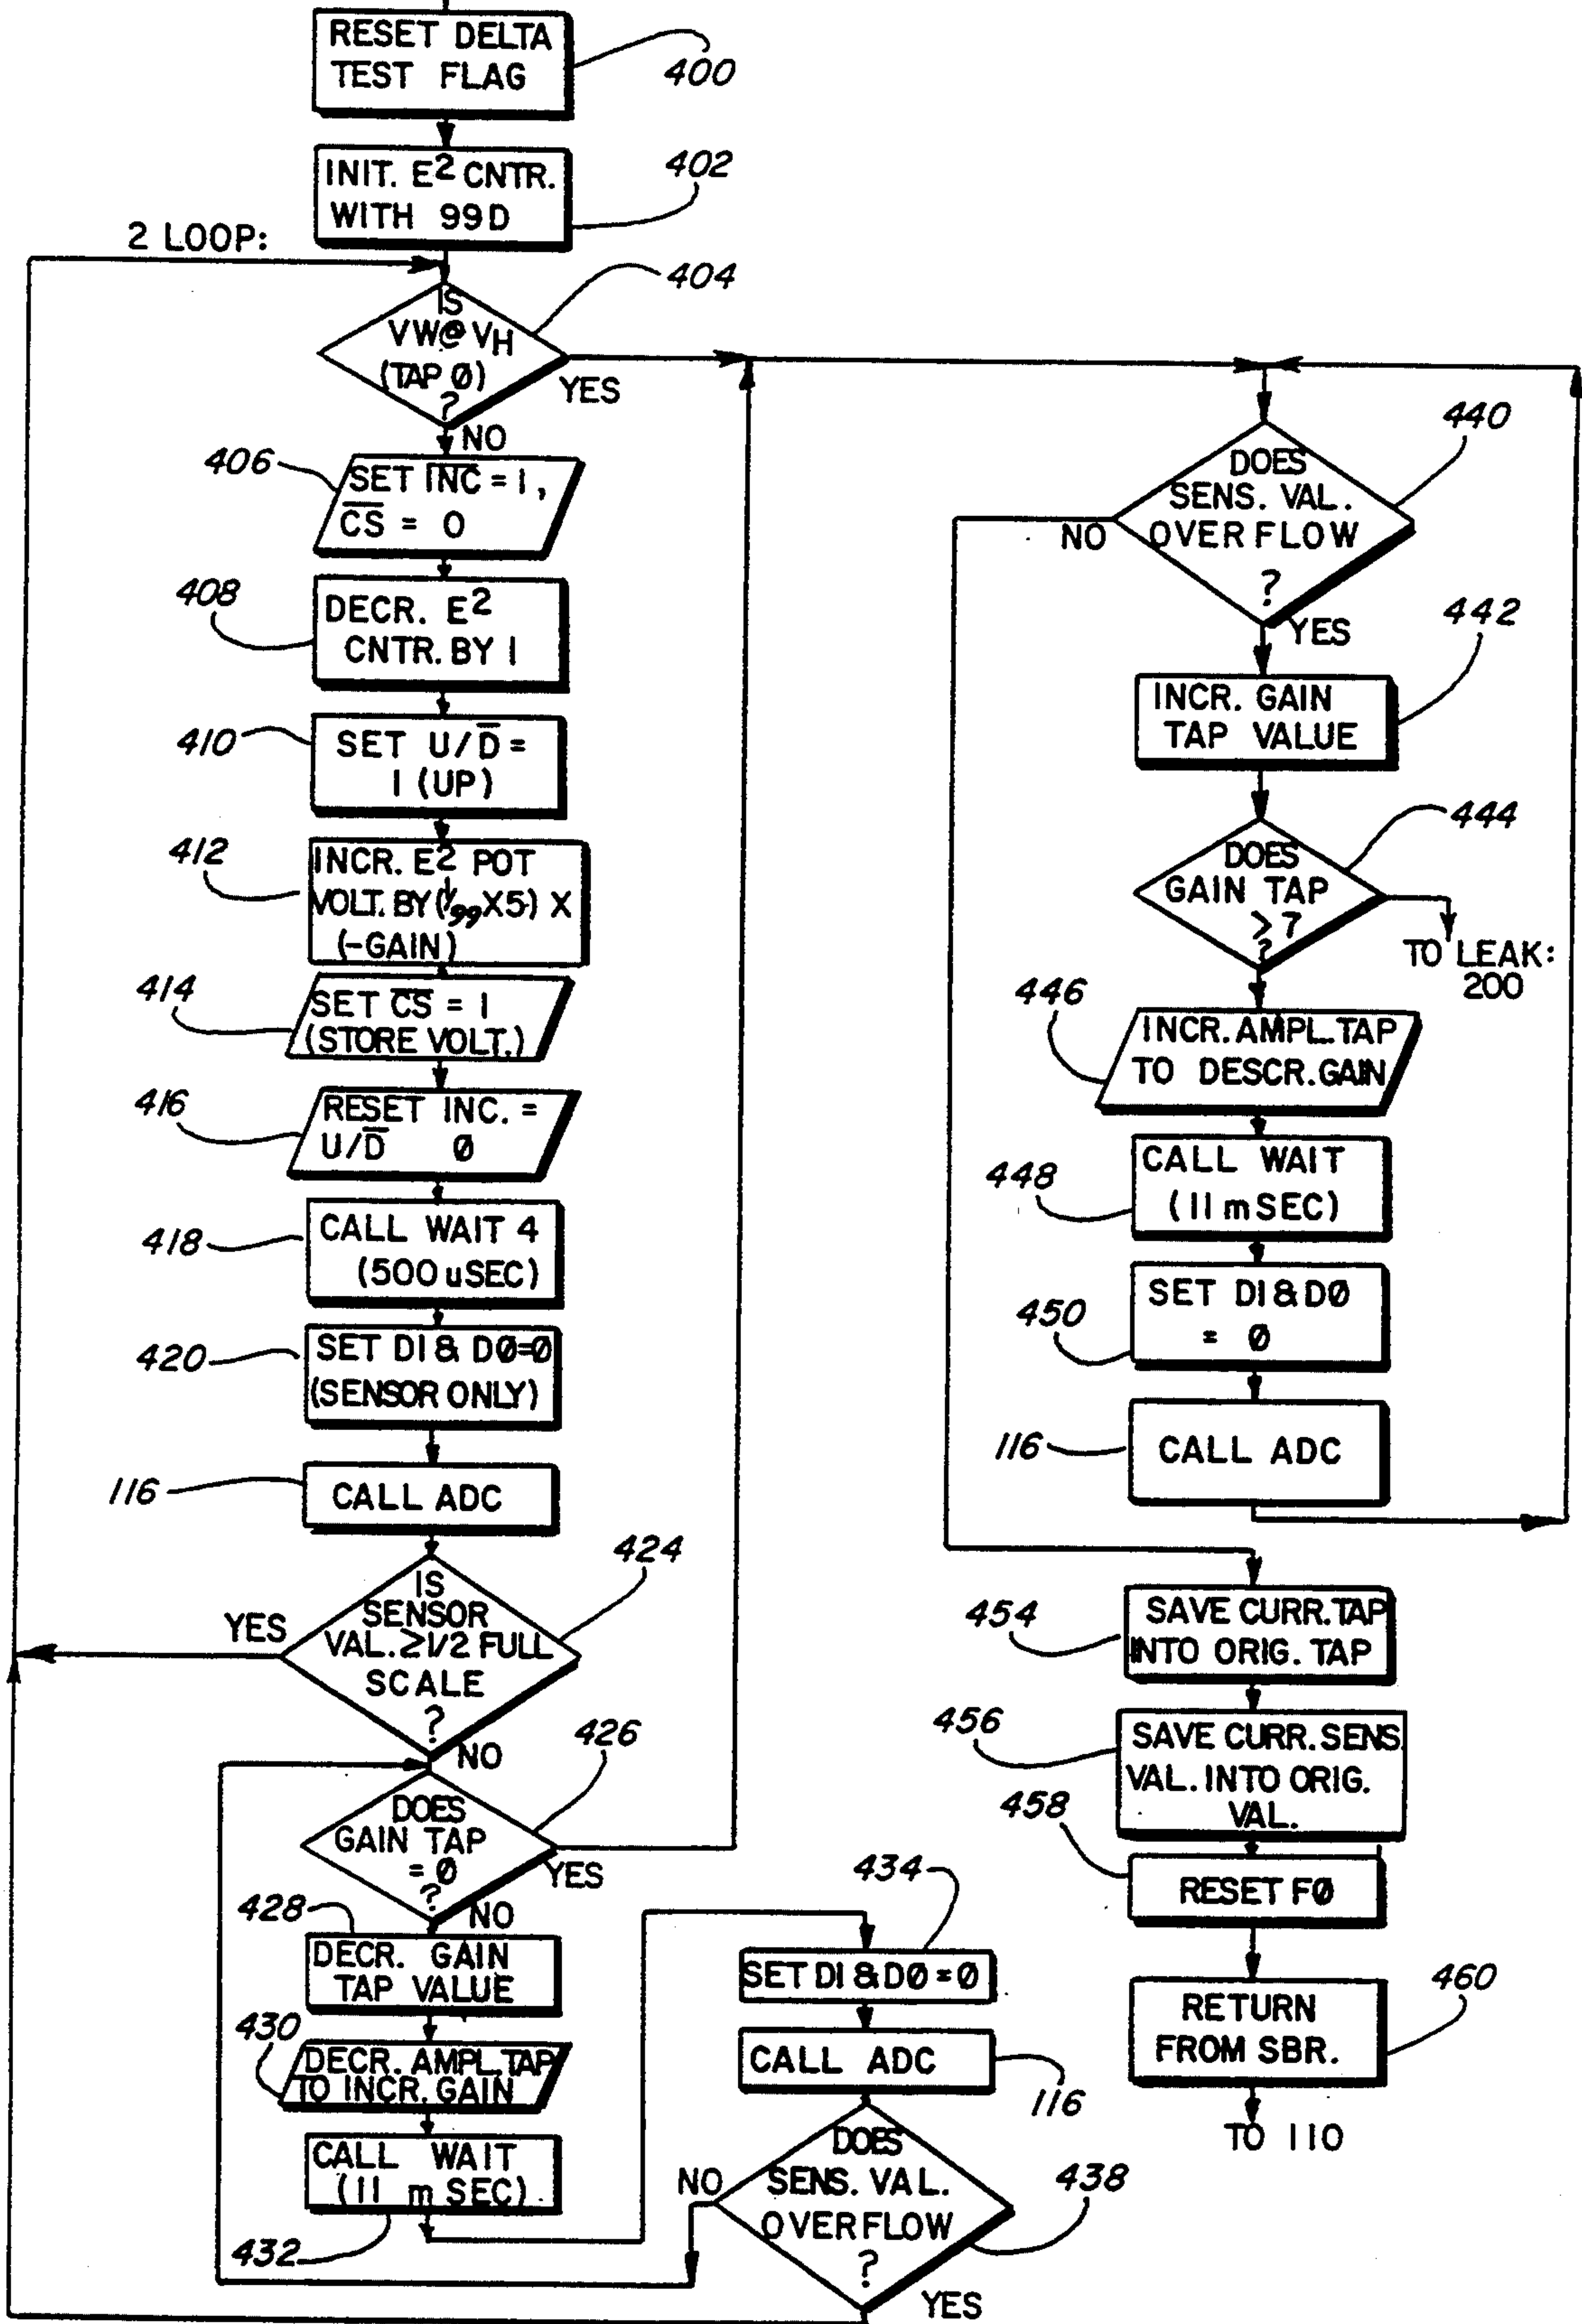 RESET DELTA
TEST FLAG
400
INIT. E² CNTR.
WITH 99D
402
2 LOOP:
IS
VW@VH
(TAP Ø)
?
404
YES
NO
406
SET I̅N̅C̅ = 1,
C̅S̅ = 0
408
DECR. E²
CNTR. BY 1
410
SET U/D̅ =
1 (UP)
412
INCR. E² POT
VOLT. BY (1/99 X5) X
(-GAIN)
414
SET C̅S̅ = 1
(STORE VOLT.)
416
RESET INC. =
U/D̅ Ø
418
CALL WAIT 4
(500 uSEC)
420
SET D1 & DØ=0
(SENSOR ONLY)
116
CALL ADC
424
IS
SENSOR
VAL. ≥1/2 FULL
SCALE
?
YES
NO
426
DOES
GAIN TAP
= Ø
?
YES
NO
428
DECR. GAIN
TAP VALUE
430
DECR. AMPL. TAP
TO INCR. GAIN
CALL WAIT
(11 mSEC)
432
434
SET D1 & DØ = 0
CALL ADC
116
DOES
SENS. VAL.
OVERFLOW
?
438
NO
YES
440
DOES
SENS. VAL.
OVERFLOW
?
NO
YES
442
INCR. GAIN
TAP VALUE
444
DOES
GAIN TAP
> 7
?
TO LEAK:
200
446
INCR. AMPL. TAP
TO DESCR. GAIN
448
CALL WAIT
(11 mSEC)
450
SET D1 & DØ
= Ø
116
CALL ADC
454
SAVE CURR. TAP
INTO ORIG. TAP
456
SAVE CURR. SENS.
VAL. INTO ORIG.
VAL.
458
RESET FØ
460
RETURN
FROM SBR.
TO 110